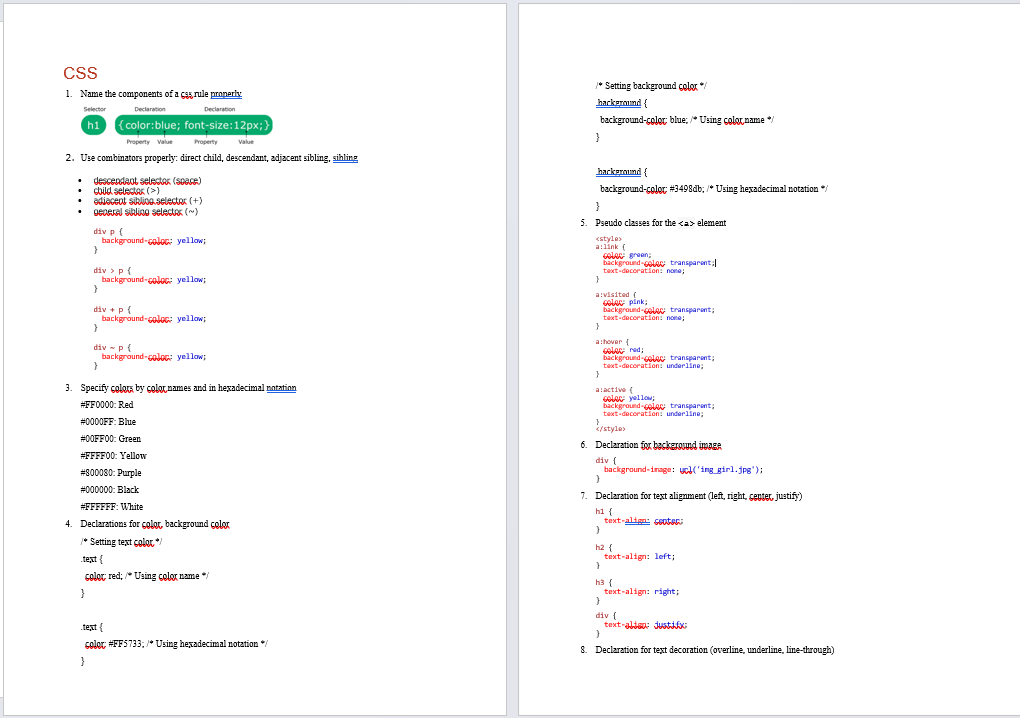 CSS
1. Name the components of a css rule properly
Selector Declaration Declaration
h1 {color:blue; font-size:12px;}
Property Value Property Value
2. Use combinators properly: direct child, descendant, adjacent sibling, sibling
• descendant selector (space)
• child selector (>)
• adjacent sibling selector (+)
• general sibling selector (~)
div p {
background-color: yellow;
}
div > p {
background-color: yellow;
}
div + p {
background-color: yellow;
}
div ~ p {
background-color: yellow;
}
3. Specify colors by color names and in hexadecimal notation
#FF0000: Red
#0000FF: Blue
#00FF00: Green
#FFFF00: Yellow
#800080: Purple
#000000: Black
#FFFFFF: White
4. Declarations for color, background color
/* Setting text color */
.text {
color: red; /* Using color name */
}
.text {
color: #FF5733; /* Using hexadecimal notation */
}
/* Setting background color */
.background {
background-color: blue; /* Using color name */
}
.background {
background-color: #3498db; /* Using hexadecimal notation */
}
5. Pseudo classes for the <a> element
<style>
a:link {
color: green;
background-color: transparent;
text-decoration: none;
}
a:visited {
color: pink;
background-color: transparent;
text-decoration: none;
}
a:hover {
color: red;
background-color: transparent;
text-decoration: underline;
}
a:active {
color: yellow;
background-color: transparent;
text-decoration: underline;
}
</style>
6. Declaration for background image
div {
background-image: url('img_girl.jpg');
}
7. Declaration for text alignment (left, right, center, justify)
h1 {
text-align: center;
}
h2 {
text-align: left;
}
h3 {
text-align: right;
}
div {
text-align: justify;
}
8. Declaration for text decoration (overline, underline, line-through)